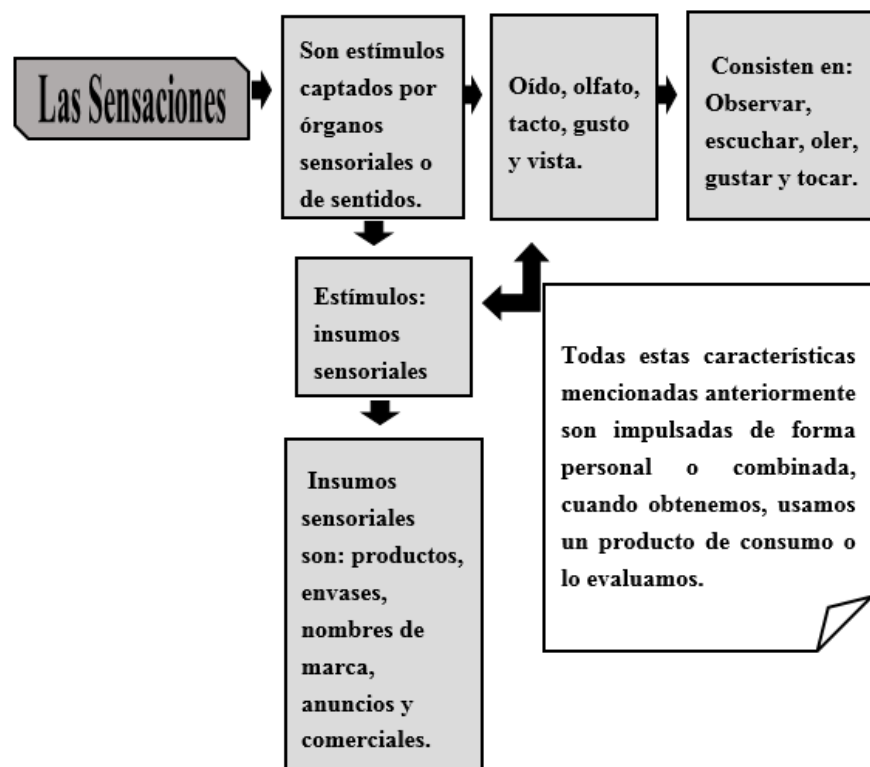 Las Sensaciones
Son estímulos
captados por
órganos
sensoriales o
de sentidos.
Oído, olfato,
tacto, gusto
y vista.
Consisten en:
Observar,
escuchar, oler,
gustar y tocar.
Estímulos:
insumos
sensoriales
Insumos
sensoriales
son: productos,
envases,
nombres de
marca,
anuncios y
comerciales.
Todas estas características
mencionadas anteriormente
son impulsadas de forma
personal o combinada,
cuando obtenemos, usamos
un producto de consumo o
lo evaluamos.